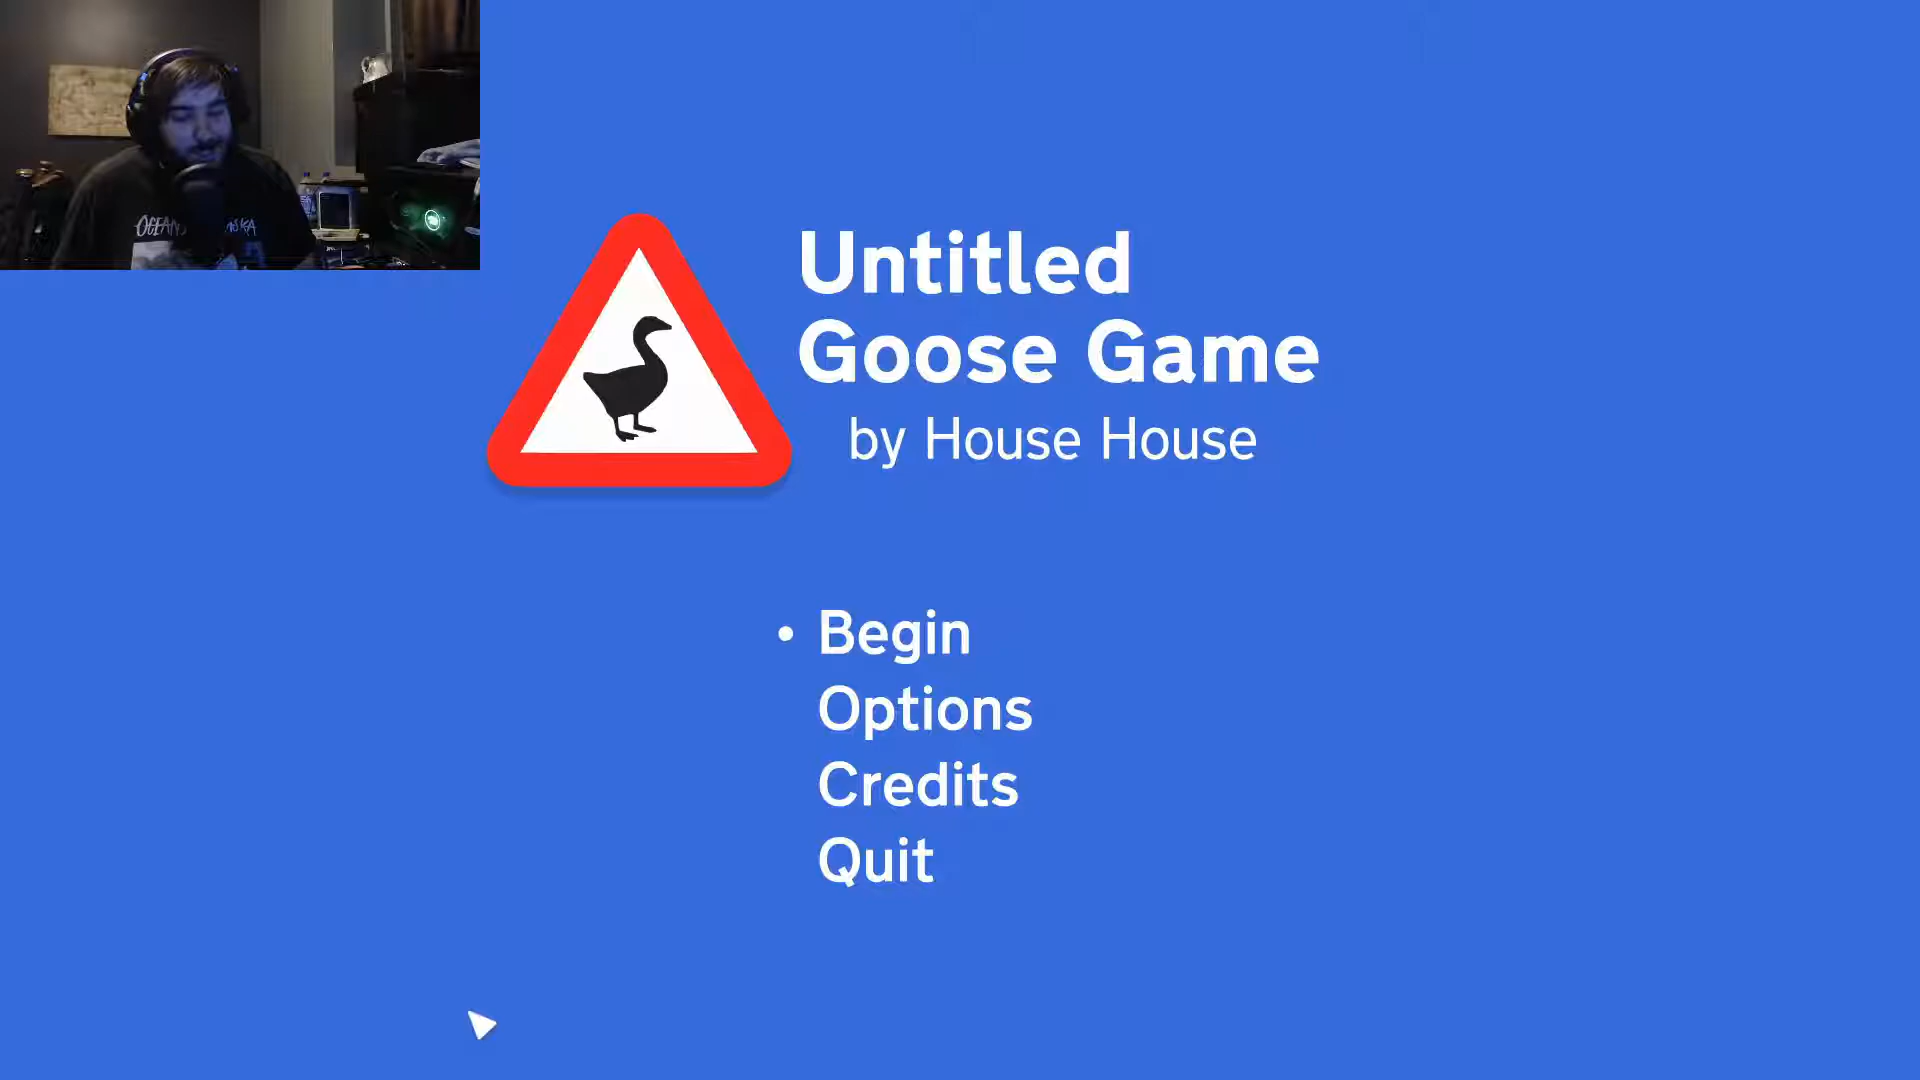 Untitled
Goose Game
by House House
• Begin
Options
Credits
Quit